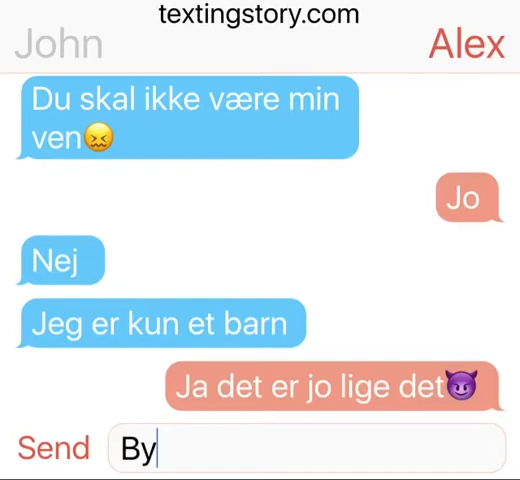 textingstory.com
John
Alex
Du skal ikke være min
ven😖
Jo
Nej
Jeg er kun et barn
Ja det er jo lige det😈
Send
By